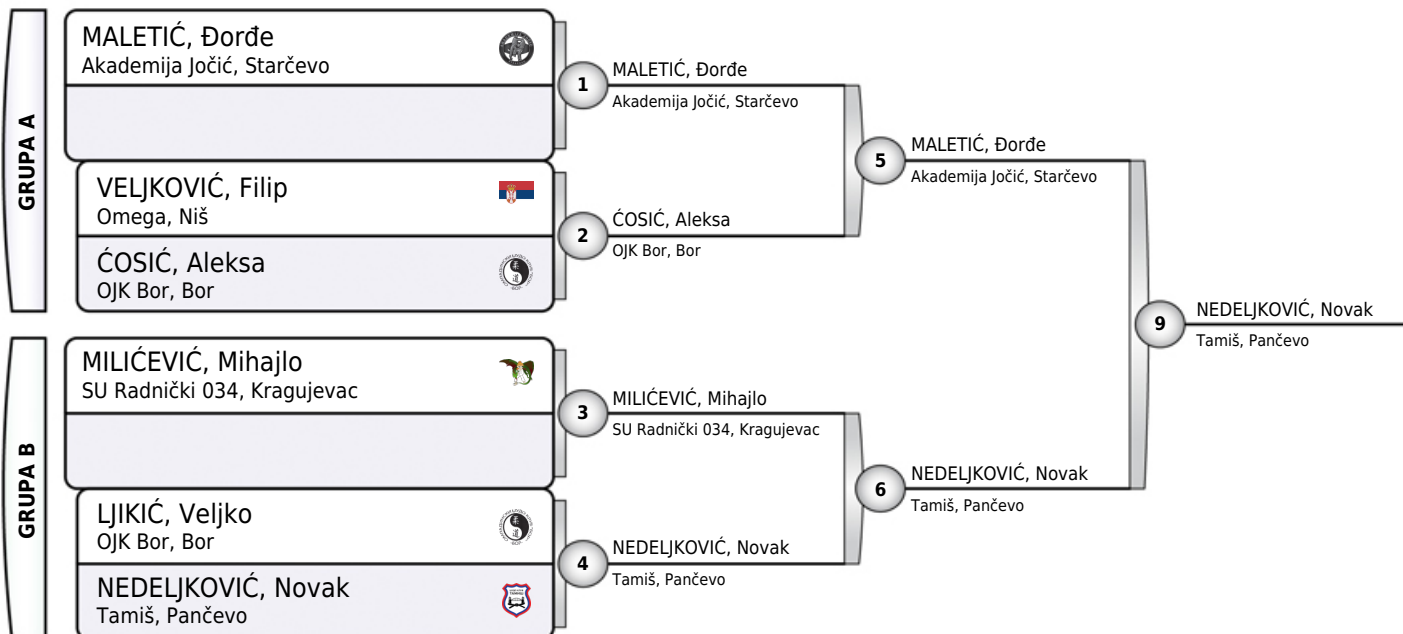 GRUPA A
MALETIĆ, Đorđe
Akademija Jočić, Starčevo
VELJKOVIĆ, Filip
Omega, Niš
ĆOSIĆ, Aleksa
OJK Bor, Bor
GRUPA B
MILIĆEVIĆ, Mihajlo
SU Radnički 034, Kragujevac
LJIKIĆ, Veljko
OJK Bor, Bor
NEDELJKOVIĆ, Novak
Tamiš, Pančevo
1
MALETIĆ, Đorđe
Akademija Jočić, Starčevo
2
ĆOSIĆ, Aleksa
OJK Bor, Bor
3
MILIĆEVIĆ, Mihajlo
SU Radnički 034, Kragujevac
4
NEDELJKOVIĆ, Novak
Tamiš, Pančevo
5
MALETIĆ, Đorđe
Akademija Jočić, Starčevo
6
NEDELJKOVIĆ, Novak
Tamiš, Pančevo
9
NEDELJKOVIĆ, Novak
Tamiš, Pančevo